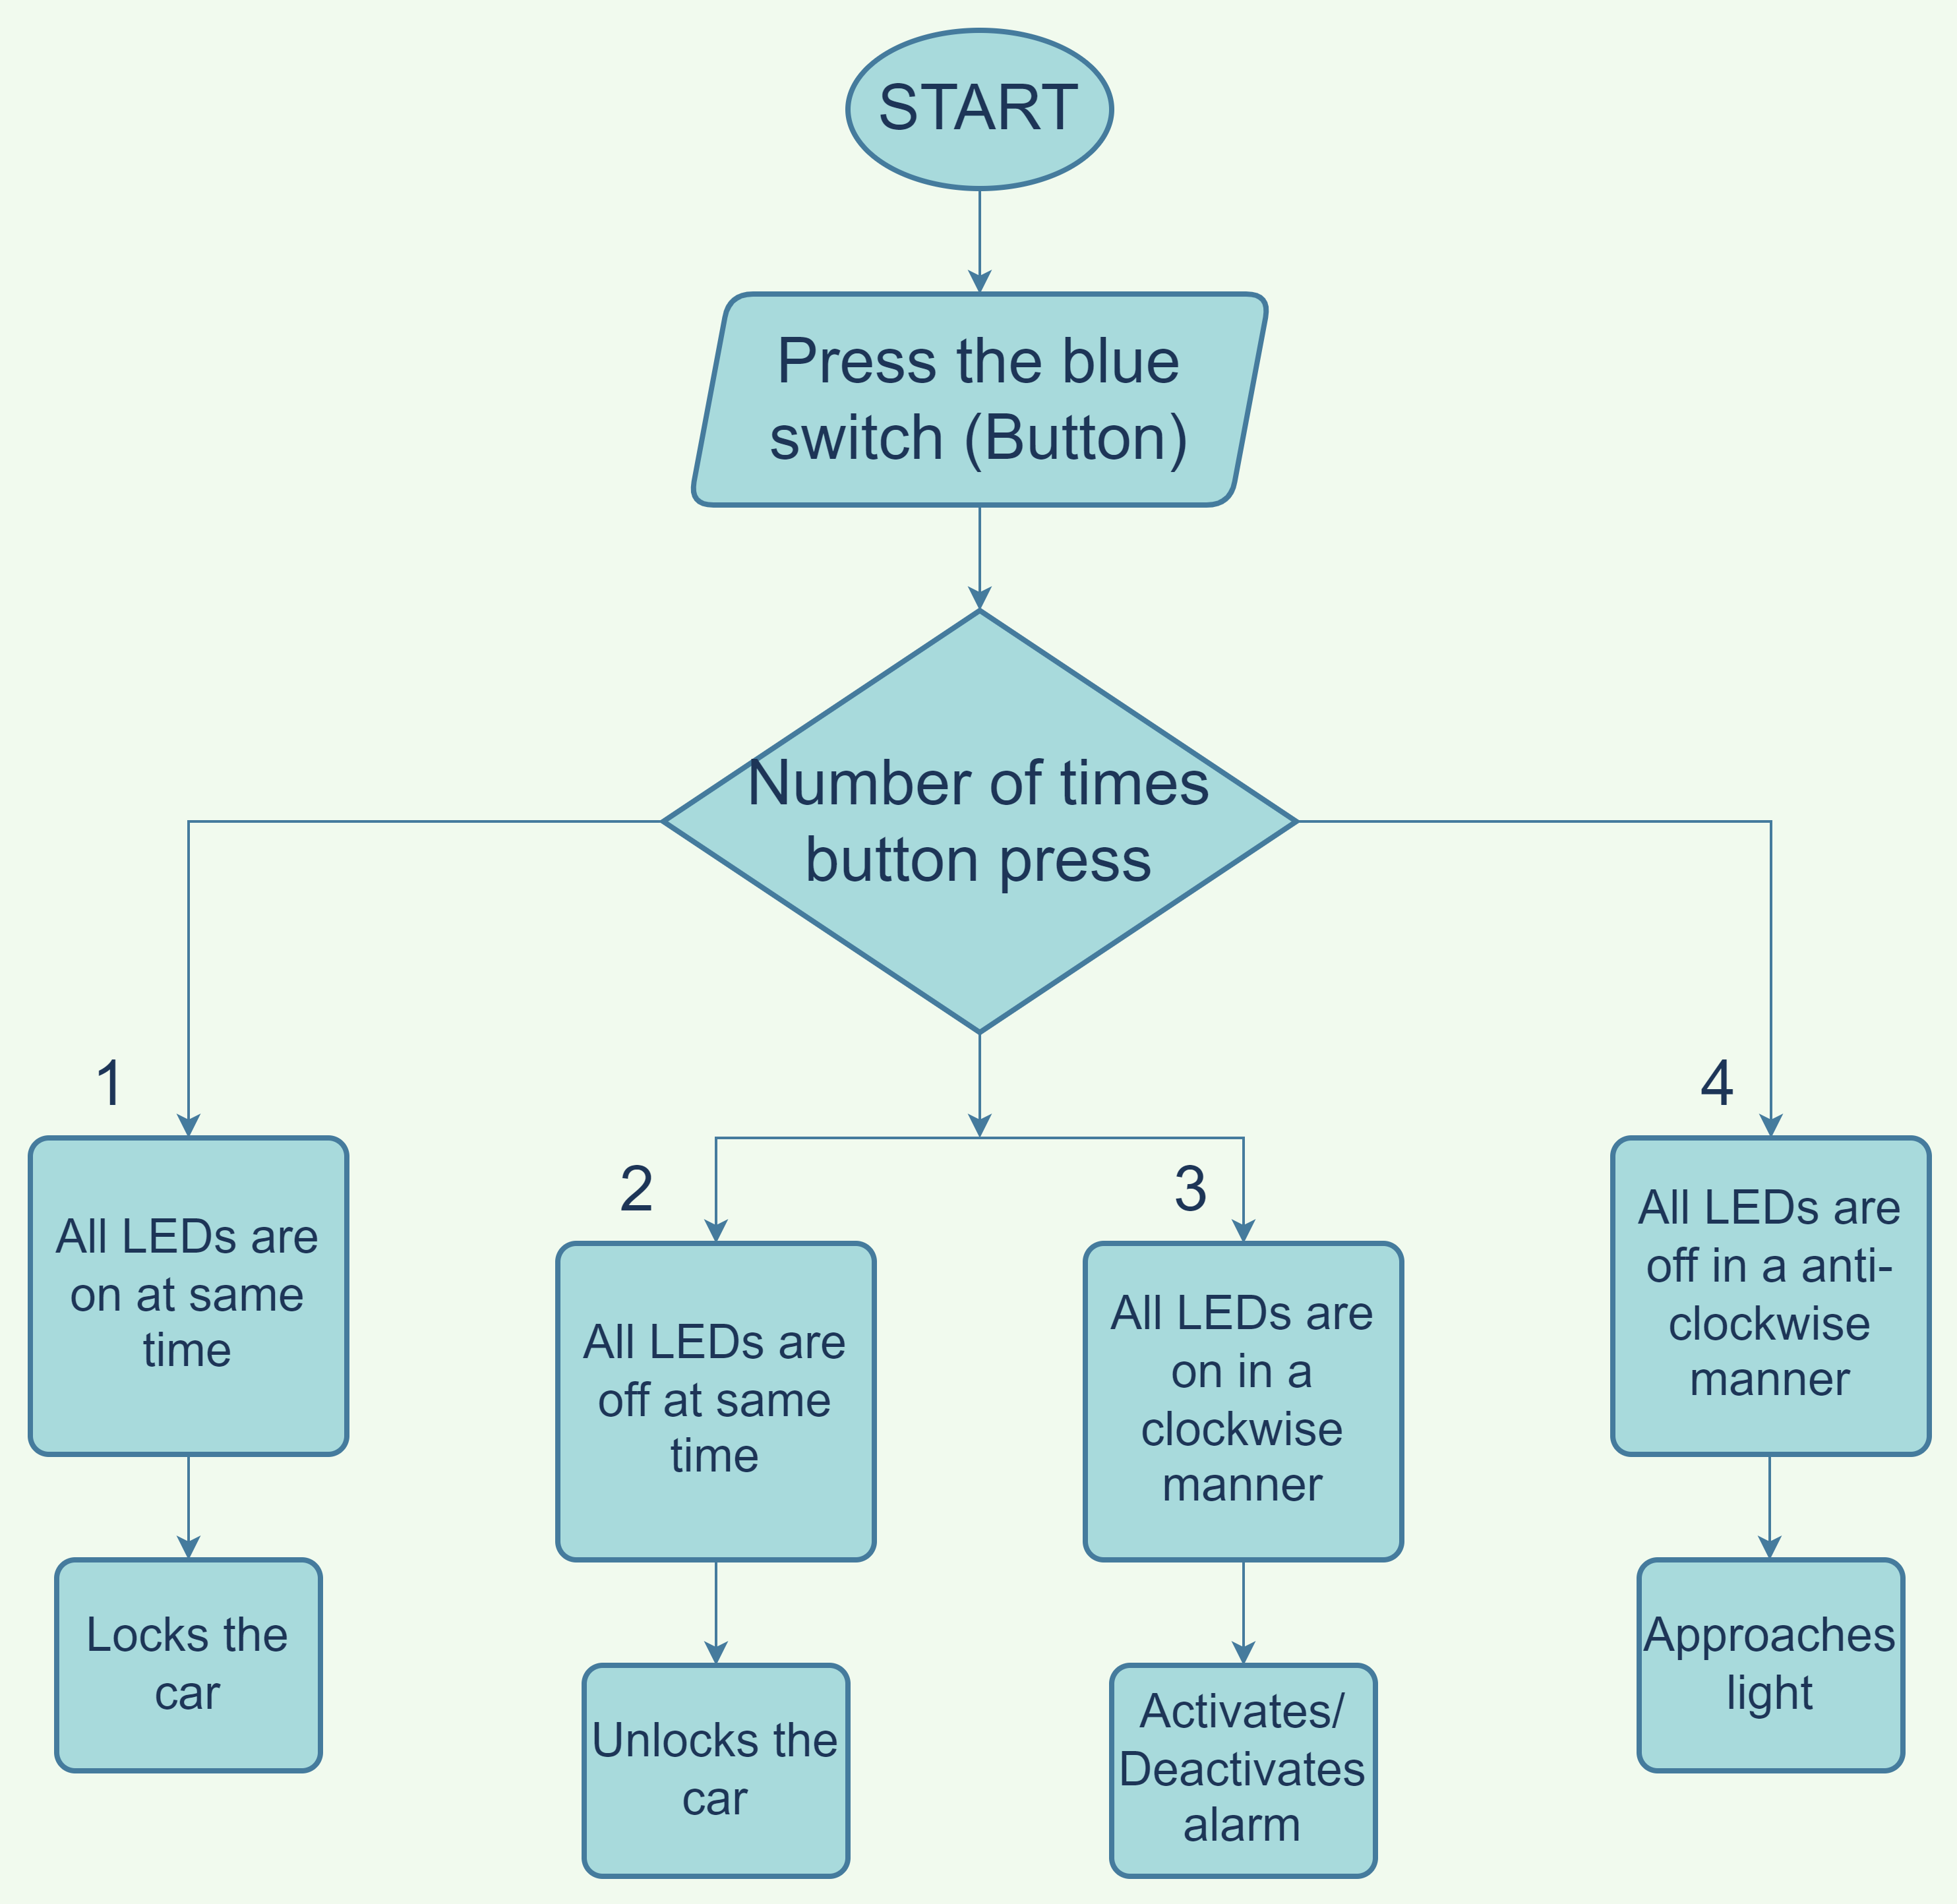 START
Press the blue
switch (Button)
Number of times
button press
1
All LEDs are
on at same
time
Locks the
car
2
All LEDs are
off at same
time
Unlocks the
car
3
All LEDs are
on in a
clockwise
manner
Activates/
Deactivates
alarm
4
All LEDs are
off in a anti-
clockwise
manner
Approaches
light